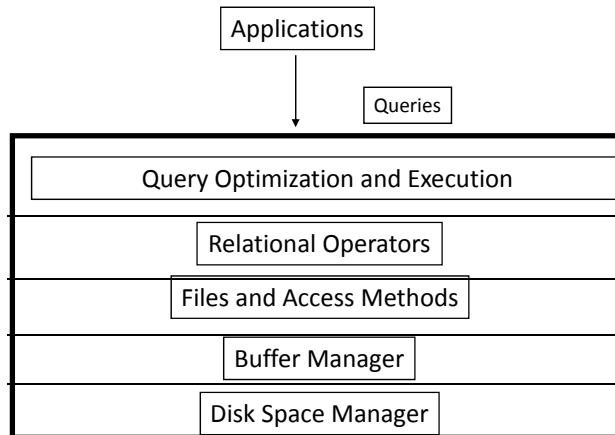 Applications
Queries
Query Optimization and Execution
Relational Operators
Files and Access Methods
Buffer Manager
Disk Space Manager